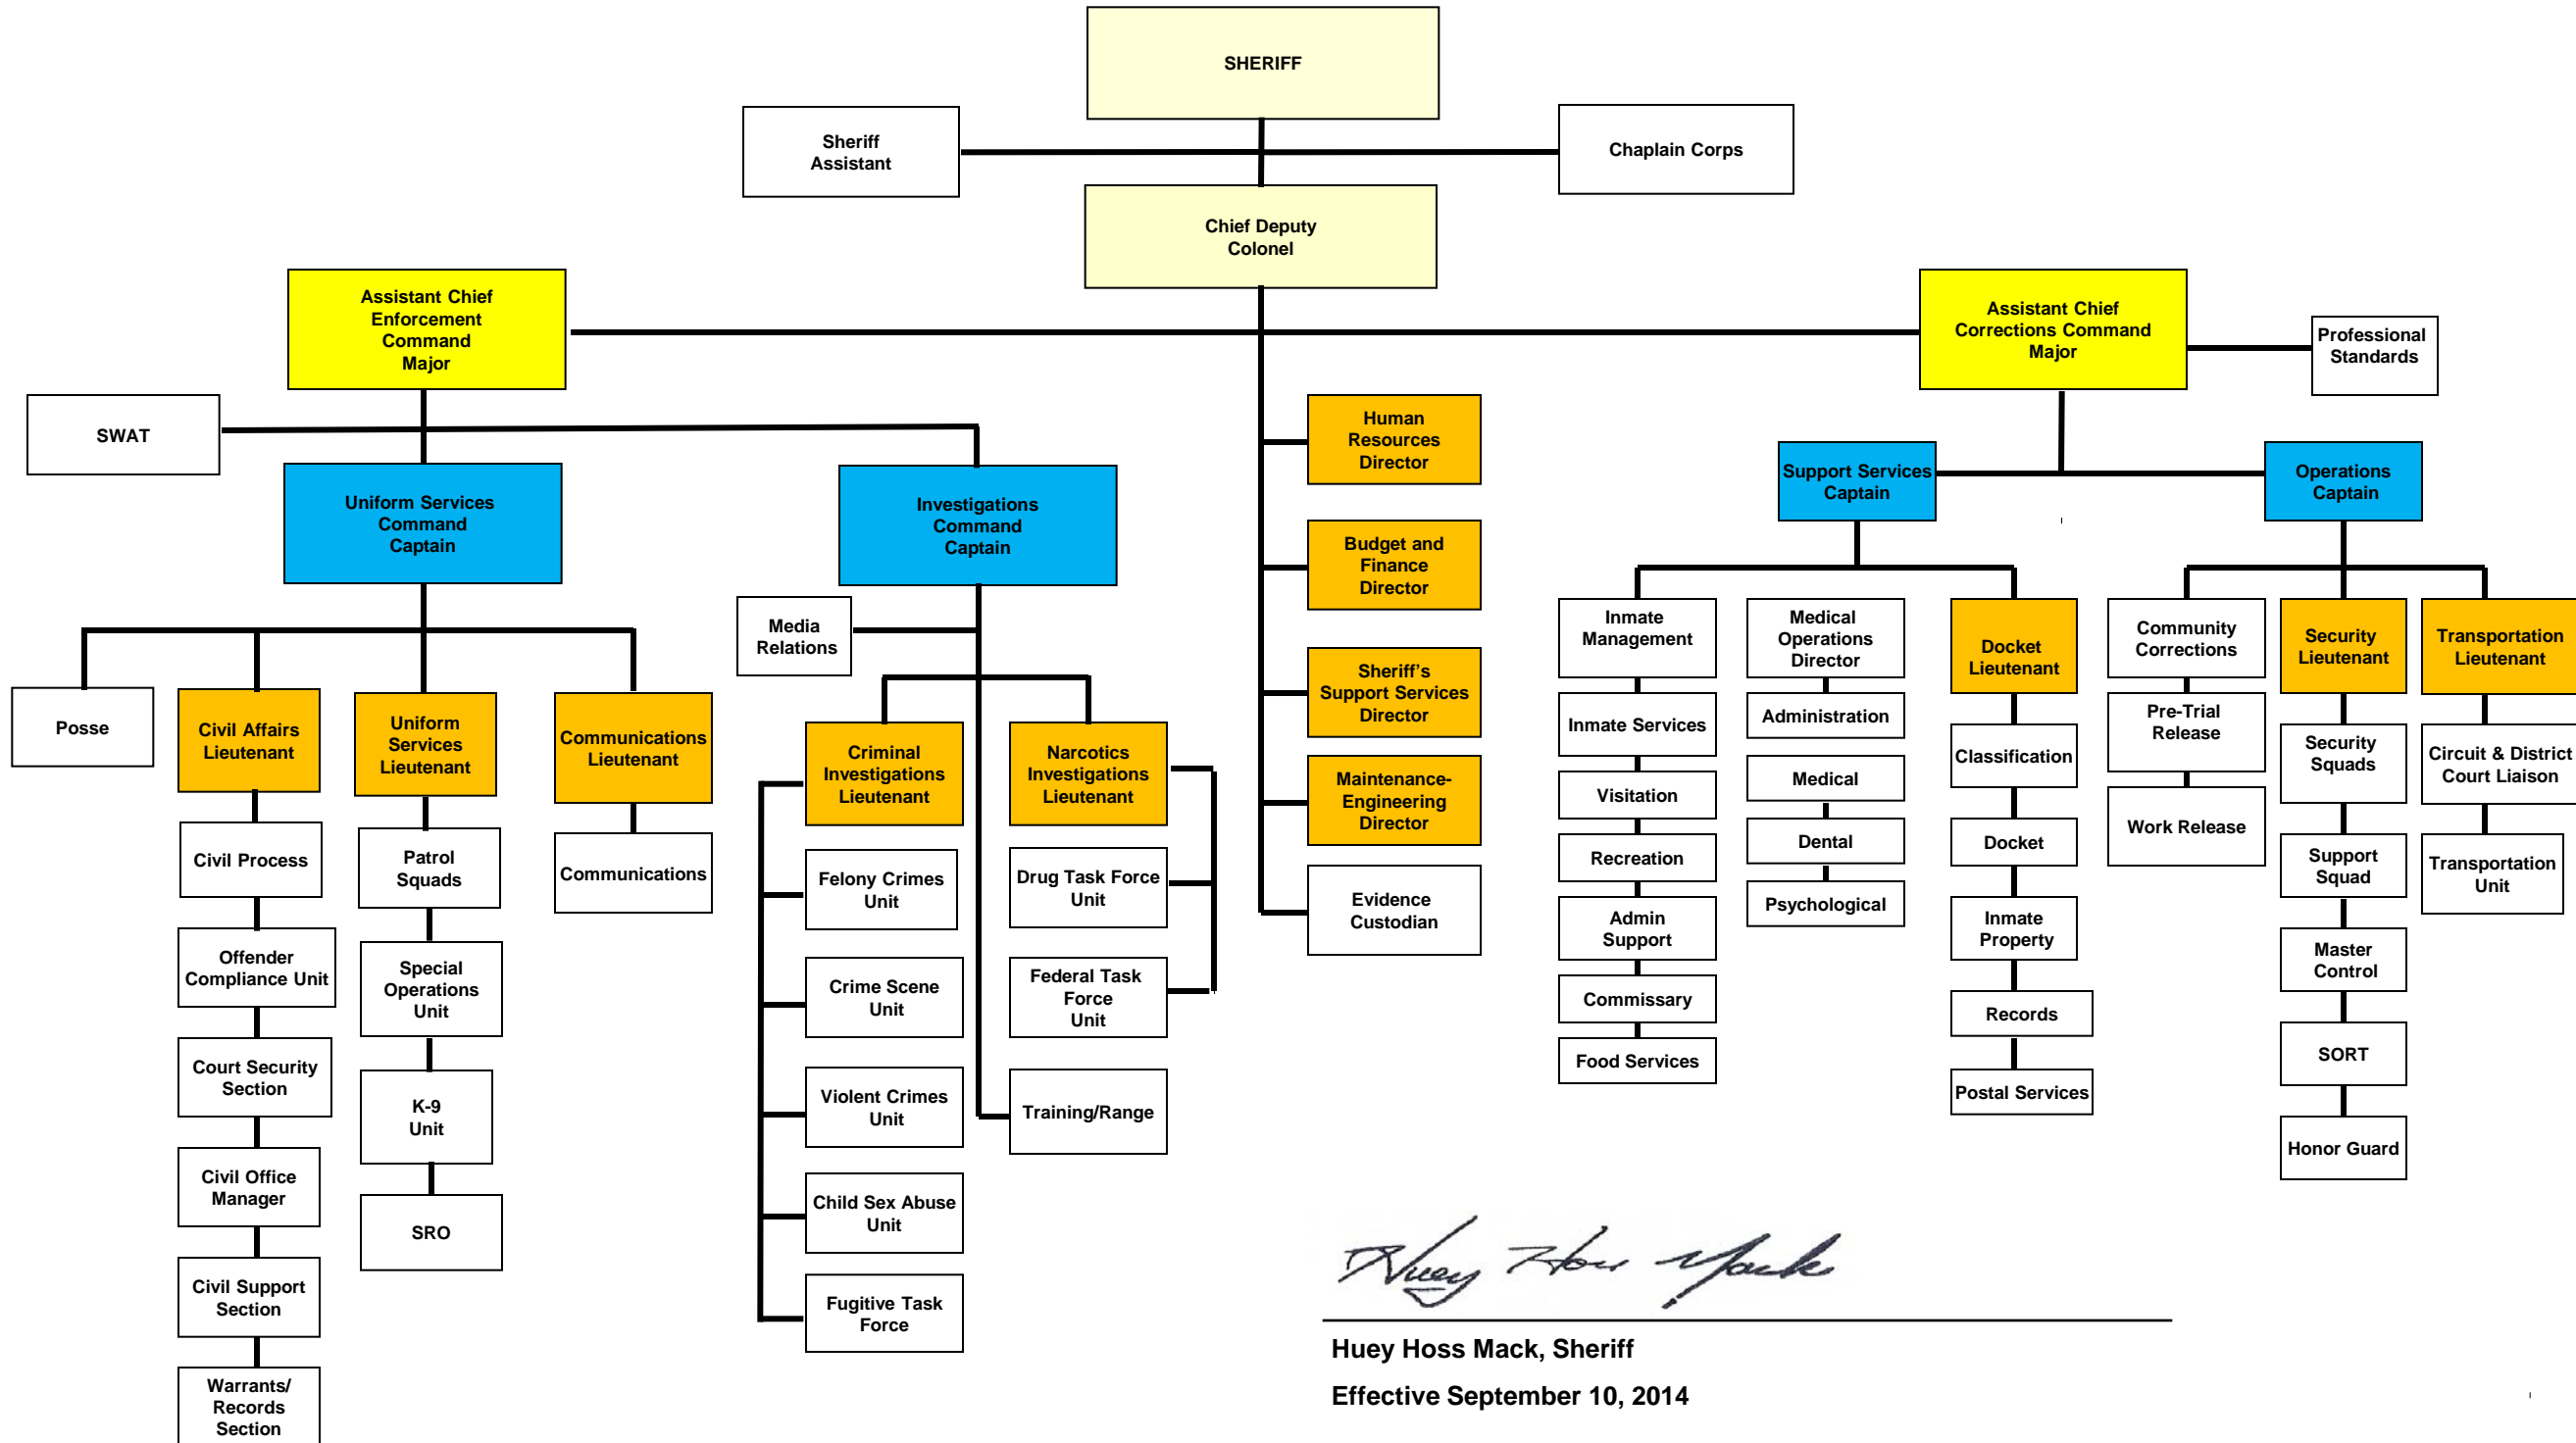 SHERIFF
Sheriff
Assistant
Chaplain Corps
Chief Deputy
Colonel
Assistant Chief
Enforcement
Command
Major
Assistant Chief
Corrections Command
Major
Professional
Standards
SWAT
Uniform Services
Command
Captain
Investigations
Command
Captain
Human
Resources
Director
Budget and
Finance
Director
Sheriff's
Support Services
Director
Maintenance-
Engineering
Director
Evidence
Custodian
Support Services
Captain
Operations
Captain
Posse
Civil Affairs
Lieutenant
Civil Process
Offender
Compliance Unit
Court Security
Section
Civil Office
Manager
Civil Support
Section
Warrants/
Records
Section
Uniform
Services
Lieutenant
Patrol
Squads
Special
Operations
Unit
K-9
Unit
SRO
Communications
Lieutenant
Communications
Media
Relations
Criminal
Investigations
Lieutenant
Felony Crimes
Unit
Crime Scene
Unit
Violent Crimes
Unit
Child Sex Abuse
Unit
Fugitive Task
Force
Narcotics
Investigations
Lieutenant
Drug Task Force
Unit
Federal Task
Force
Unit
Training/Range
Inmate
Management
Inmate Services
Visitation
Recreation
Admin
Support
Commissary
Food Services
Medical
Operations
Director
Administration
Medical
Dental
Psychological
Docket
Lieutenant
Classification
Docket
Inmate
Property
Records
Postal Services
Community
Corrections
Pre-Trial
Release
Work Release
Security
Lieutenant
Security
Squads
Support
Squad
Master
Control
SORT
Honor Guard
Transportation
Lieutenant
Circuit & District
Court Liaison
Transportation
Unit
Huey Hoss Mack
Huey Hoss Mack, Sheriff
Effective September 10, 2014